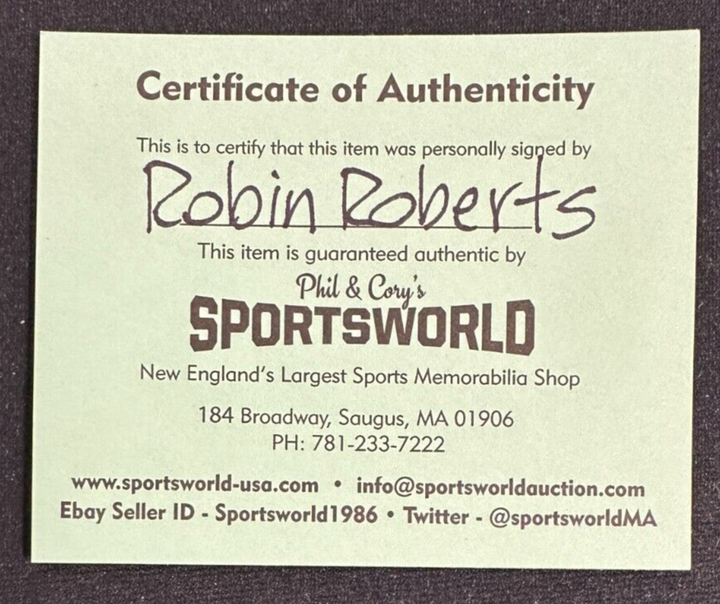 Certificate of Authenticity
This is to certify that this item was personally signed by
Robin Roberts
This item is guaranteed authentic by
Phil & Cory's
SPORTSWORLD
New England's Largest Sports Memorabilia Shop
184 Broadway, Saugus, MA 01906
PH: 781-233-7222
www.sportsworld-usa.com • info@sportsworldauction.com
Ebay Seller ID - Sportsworld1986 • Twitter - @sportsworldMA